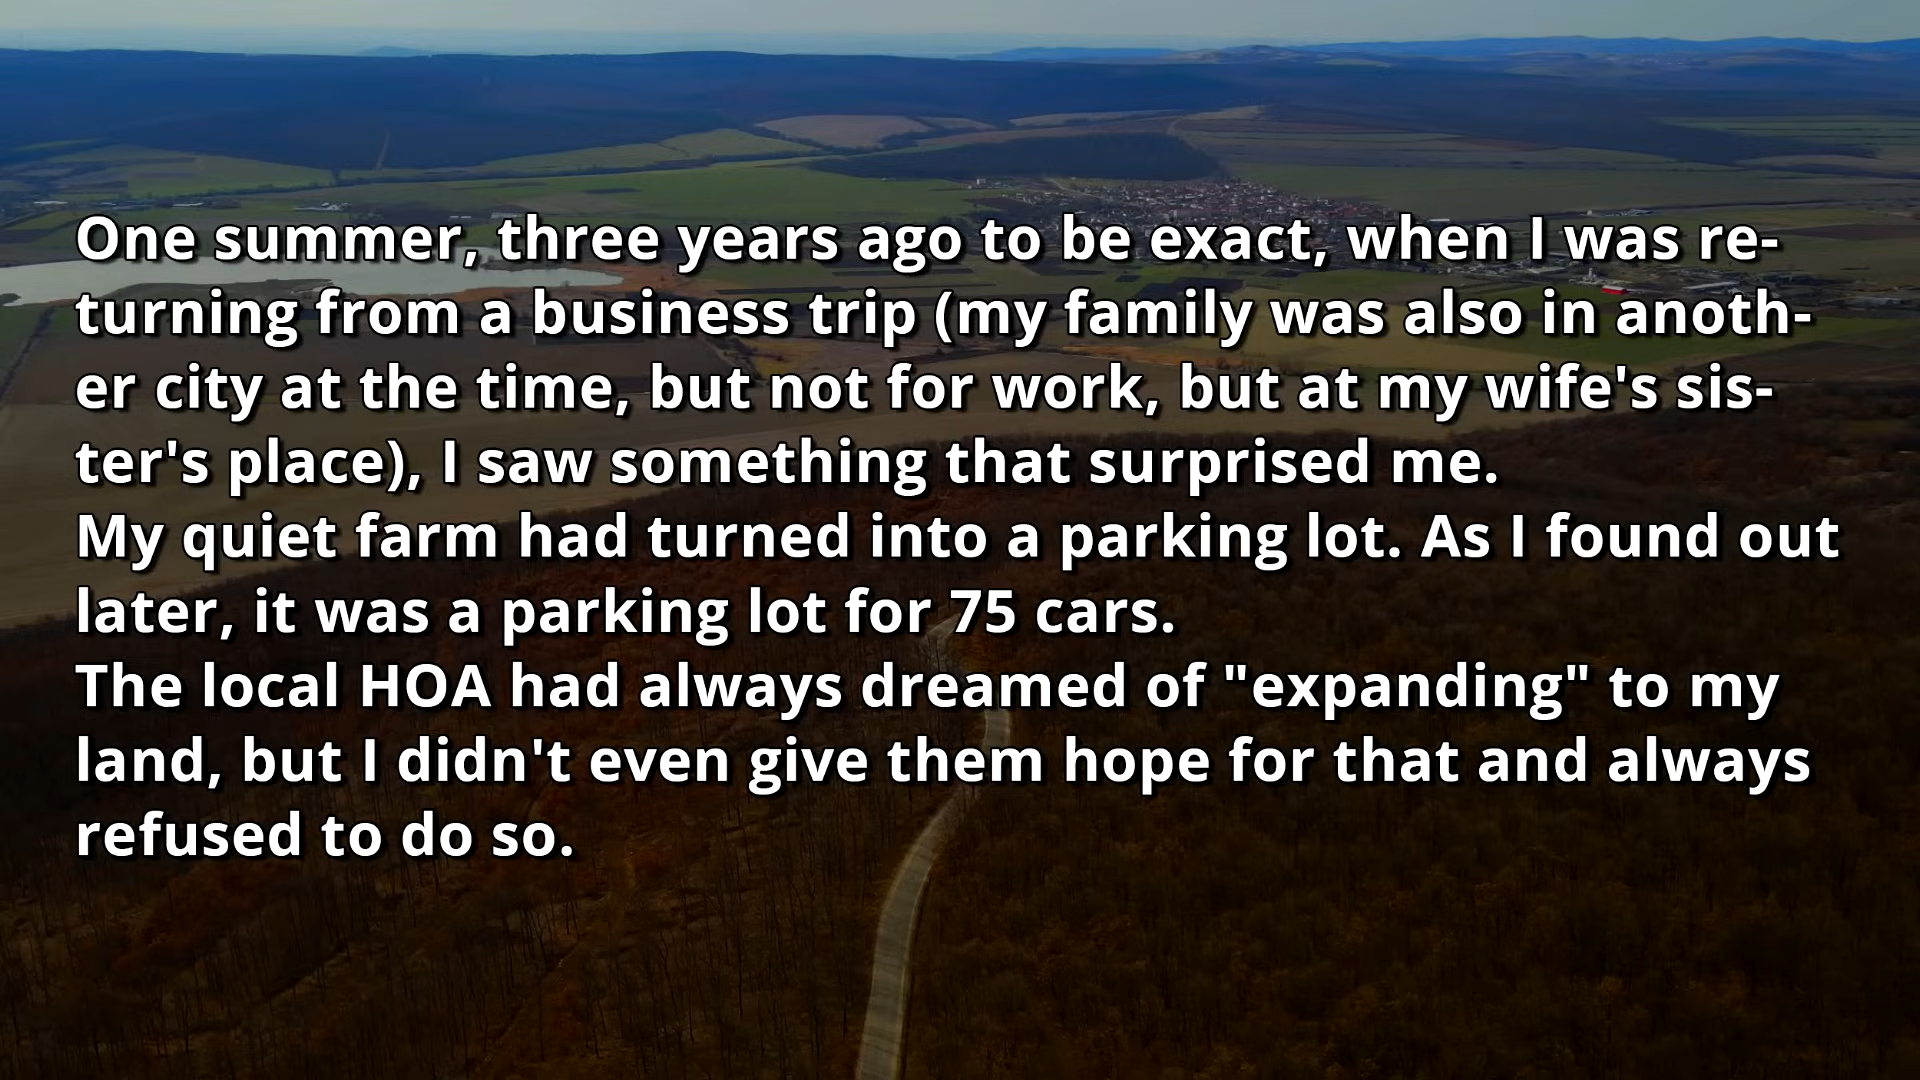 One summer, three years ago to be exact, when I was re-
turning from a business trip (my family was also in anoth-
er city at the time, but not for work, but at my wife's sis-
ter's place), I saw something that surprised me.
My quiet farm had turned into a parking lot. As I found out
later, it was a parking lot for 75 cars.
The local HOA had always dreamed of "expanding" to my
land, but I didn't even give them hope for that and always
refused to do so.